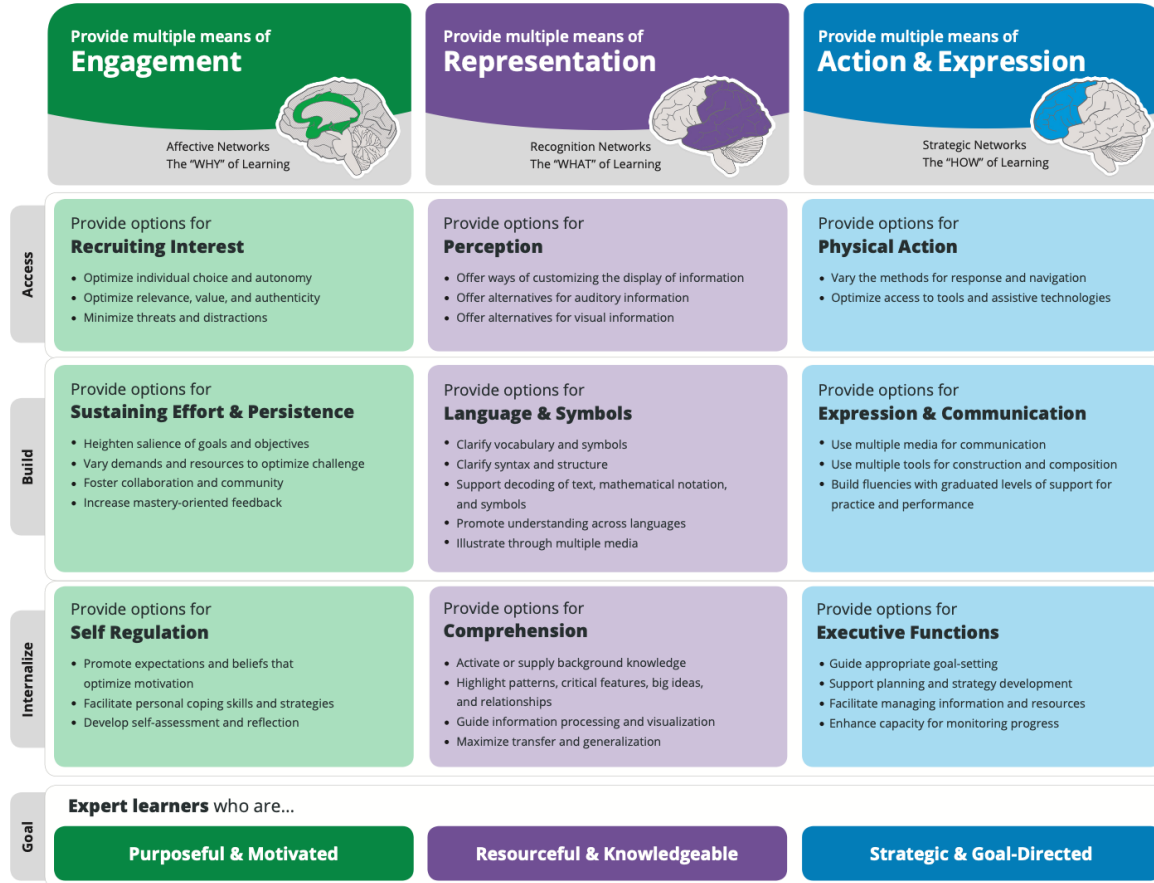 Provide multiple means of
Engagement
Affective Networks
The “WHY” of Learning
Provide multiple means of
Representation
Recognition Networks
The “WHAT” of Learning
Provide multiple means of
Action & Expression
Strategic Networks
The “HOW” of Learning
Access
Provide options for
Recruiting Interest
• Optimize individual choice and autonomy
• Optimize relevance, value, and authenticity
• Minimize threats and distractions
Provide options for
Perception
• Offer ways of customizing the display of information
• Offer alternatives for auditory information
• Offer alternatives for visual information
Provide options for
Physical Action
• Vary the methods for response and navigation
• Optimize access to tools and assistive technologies
Build
Provide options for
Sustaining Effort & Persistence
• Heighten salience of goals and objectives
• Vary demands and resources to optimize challenge
• Foster collaboration and community
• Increase mastery-oriented feedback
Provide options for
Language & Symbols
• Clarify vocabulary and symbols
• Clarify syntax and structure
• Support decoding of text, mathematical notation,
and symbols
• Promote understanding across languages
• Illustrate through multiple media
Provide options for
Expression & Communication
• Use multiple media for communication
• Use multiple tools for construction and composition
• Build fluencies with graduated levels of support for
practice and performance
Internalize
Provide options for
Self Regulation
• Promote expectations and beliefs that
optimize motivation
• Facilitate personal coping skills and strategies
• Develop self-assessment and reflection
Provide options for
Comprehension
• Activate or supply background knowledge
• Highlight patterns, critical features, big ideas,
and relationships
• Guide information processing and visualization
• Maximize transfer and generalization
Provide options for
Executive Functions
• Guide appropriate goal-setting
• Support planning and strategy development
• Facilitate managing information and resources
• Enhance capacity for monitoring progress
Goal
Expert learners who are...
Purposeful & Motivated
Resourceful & Knowledgeable
Strategic & Goal-Directed